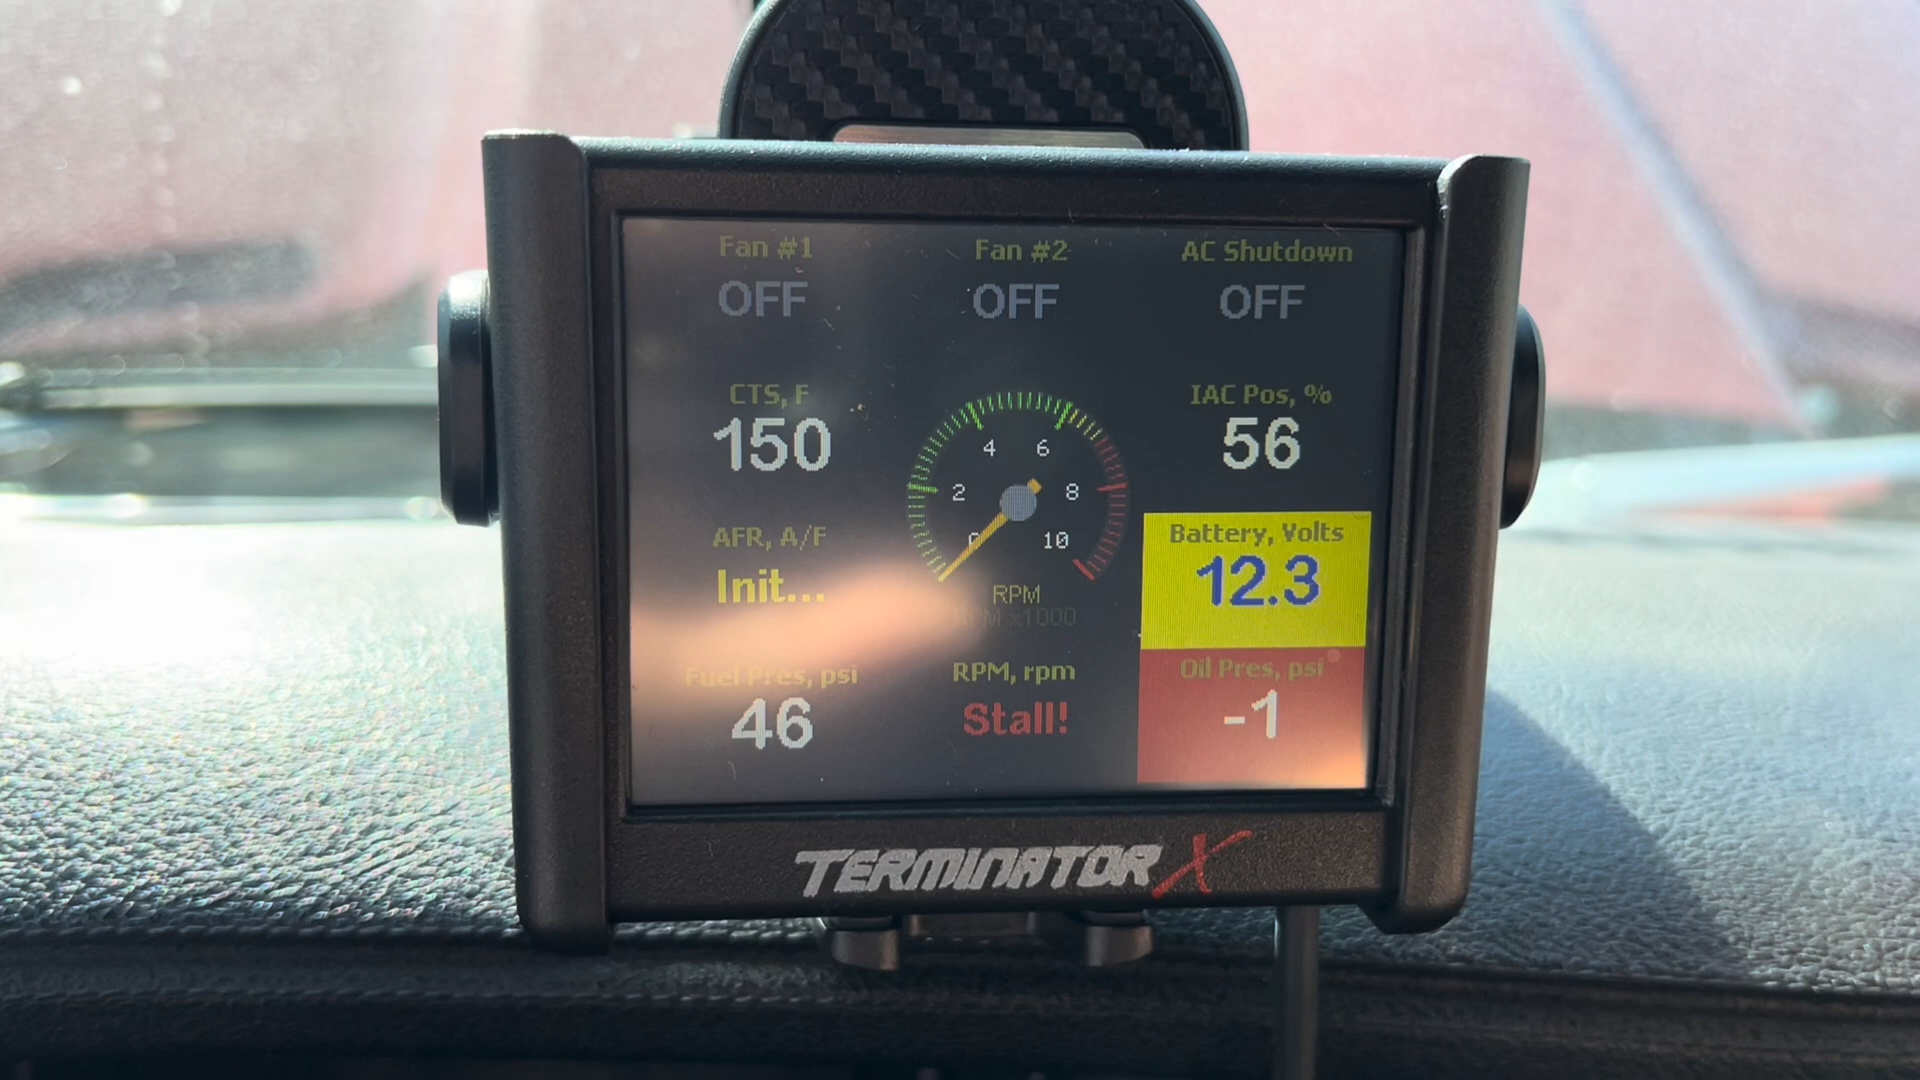 Fan #1
OFF
Fan #2
OFF
AC Shutdown
OFF
CTS, F
150
4 6
2 8
0 10
RPM
RPM x1000
IAC Pos, %
56
AFR, A/F
Init...
Battery, Volts
12.3
Fuel Pres, psi
46
RPM, rpm
Stall!
Oil Pres, psi
-1
TERMINATOR X